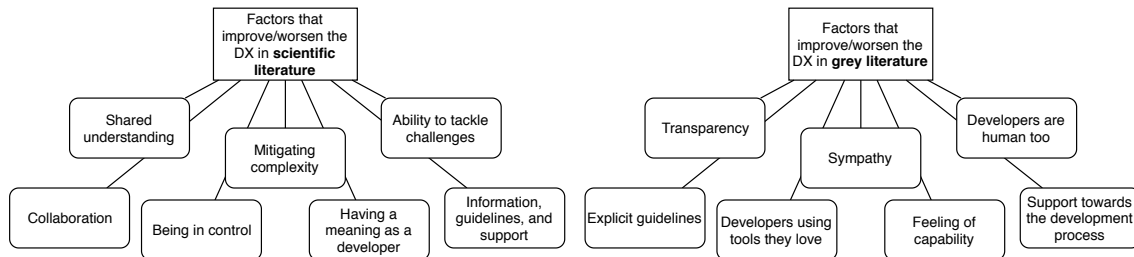 Factors that
improve/worsen the
DX in scientific
literature
Shared
understanding
Mitigating
complexity
Ability to tackle
challenges
Collaboration
Being in control
Having a
meaning as a
developer
Information,
guidelines, and
support
Factors that
improve/worsen the
DX in grey literature
Transparency
Sympathy
Developers are
human too
Explicit guidelines
Developers using
tools they love
Feeling of
capability
Support towards
the development
process